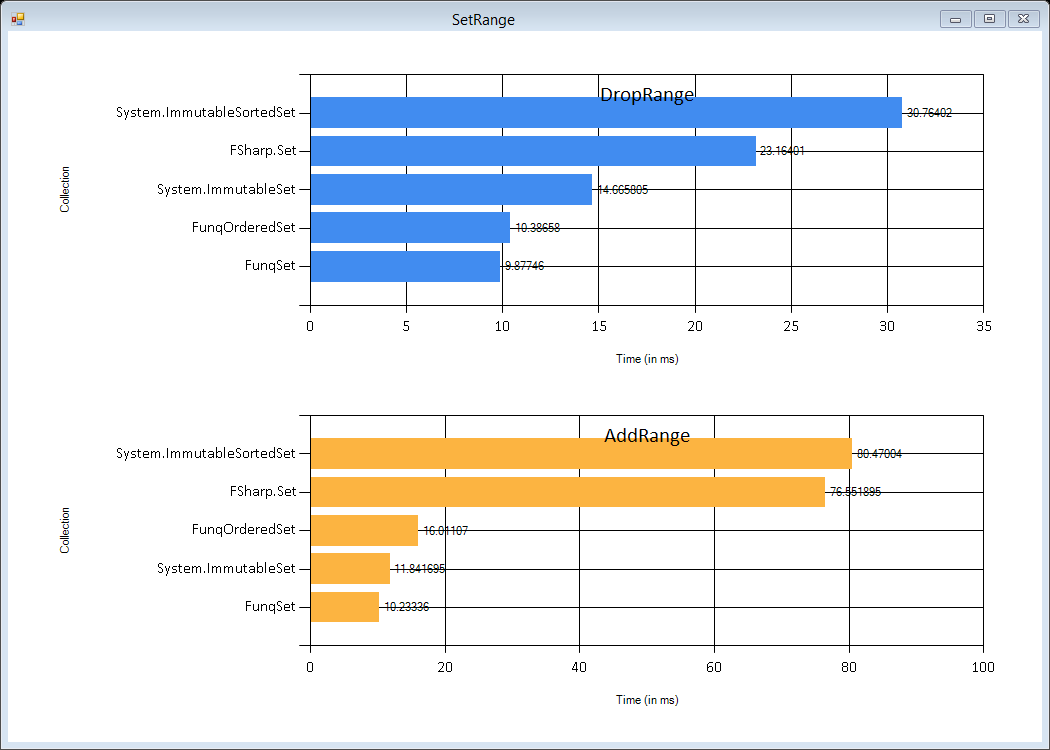 SetRange
DropRange
System.ImmutableSortedSet
30.76402
FSharp.Set
23.16401
System.ImmutableSet
14.665805
FunqOrderedSet
10.38658
FunqSet
9.87746
Collection
0 5 10 15 20 25 30 35
Time (in ms)
AddRange
System.ImmutableSortedSet
80.47004
FSharp.Set
76.551895
FunqOrderedSet
16.01107
System.ImmutableSet
11.841695
FunqSet
10.23336
Collection
0 20 40 60 80 100
Time (in ms)